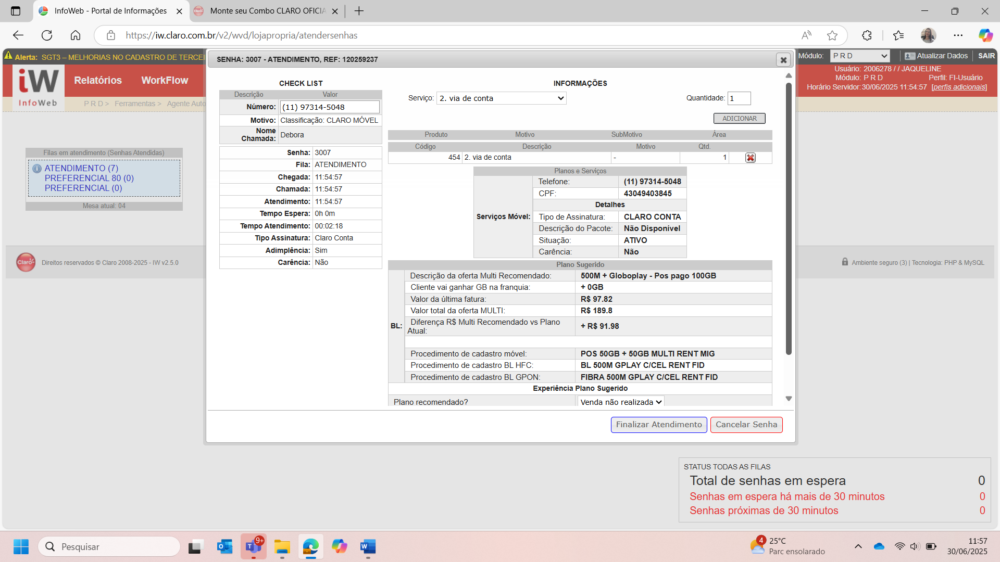 InfoWeb - Portal de Informações
Monte seu Combo CLARO OFICIA
https://iw.claro.com.br/v2/wvd/lojapropria/atendersenhas
Alerta: SGT3 – MELHORIAS NO CADASTRO DE TERCEI
Módulo: P R D
Atualizar Dados
SAIR
iW
InfoWeb
Relatórios
WorkFlow
Usuário: 2006278 / / JAQUELINE
Módulo: P R D
Perfil: FI-Usuário
Horário Servidor:30/06/2025 11:54:57 [perfis adicionais]
P R D > Ferramentas > Agente Auto
Filas em atendimento (Senhas Atendidas)
ATENDIMENTO (7)
PREFERENCIAL 80 (0)
PREFERENCIAL (0)
Mesa atual: 04
Claro
Direitos reservados © Claro 2008-2025 - IW v2.5.0
Ambiente seguro (3) | Tecnologia: PHP & MySQL
SENHA: 3007 - ATENDIMENTO, REF: 120259237
CHECK LIST
Descrição Valor
Número: (11) 97314-5048
Motivo: Classificação: CLARO MÓVEL
Nome Chamada: Debora
Senha: 3007
Fila: ATENDIMENTO
Chegada: 11:54:57
Chamada: 11:54:57
Atendimento: 11:54:57
Tempo Espera: 0h 0m
Tempo Atendimento: 00:02:18
Tipo Assinatura: Claro Conta
Adimplência: Sim
Carência: Não
INFORMAÇÕES
Serviço: 2. via de conta
Quantidade: 1
ADICIONAR
Produto Motivo SubMotivo Área
Código Descrição Motivo Qtd.
454 2. via de conta - 1
Planos e Serviços
Serviços Móvel:
Telefone: (11) 97314-5048
CPF: 43049403845
Detalhes
Tipo de Assinatura: CLARO CONTA
Descrição do Pacote: Não Disponível
Situação: ATIVO
Carência: Não
Plano Sugerido
BL:
Descrição da oferta Multi Recomendado: 500M + Globoplay - Pos pago 100GB
Cliente vai ganhar GB na franquia: + 0GB
Valor da última fatura: R$ 97.82
Valor total da oferta MULTI: R$ 189.8
Diferença R$ Multi Recomendado vs Plano Atual: + R$ 91.98
Procedimento de cadastro móvel: POS 50GB + 50GB MULTI RENT MIG
Procedimento de cadastro BL HFC: BL 500M GPLAY C/CEL RENT FID
Procedimento de cadastro BL GPON: FIBRA 500M GPLAY C/CEL RENT FID
Experiência Plano Sugerido
Plano recomendado? Venda não realizada
Finalizar Atendimento
Cancelar Senha
STATUS TODAS AS FILAS
Total de senhas em espera 0
Senhas em espera há mais de 30 minutos 0
Senhas próximas de 30 minutos 0
Pesquisar
9+
4
25°C
Parc ensolarado
11:57
30/06/2025